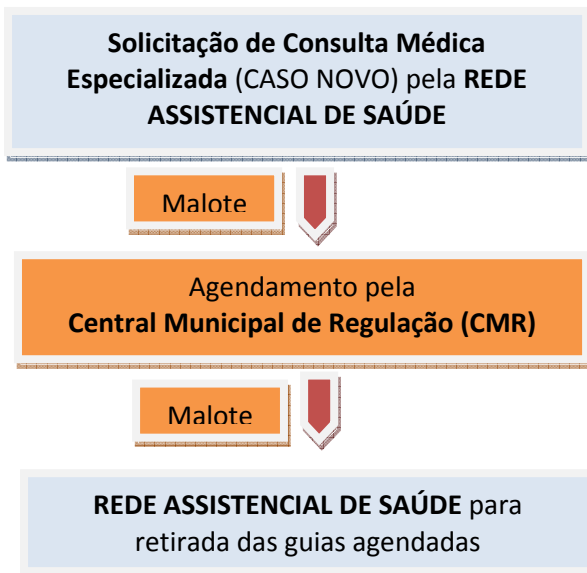 Solicitação de Consulta Médica
Especializada (CASO NOVO) pela REDE
ASSISTENCIAL DE SAÚDE
Malote
Agendamento pela
Central Municipal de Regulação (CMR)
Malote
REDE ASSISTENCIAL DE SAÚDE para
retirada das guias agendadas